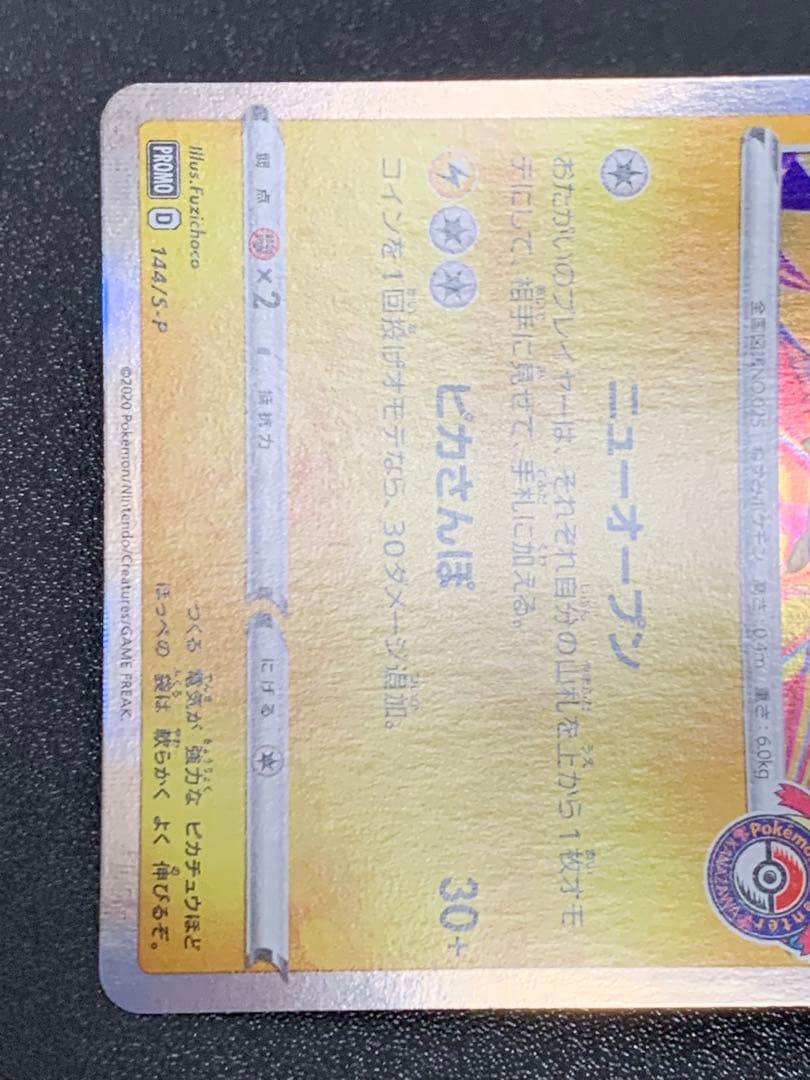 全国図鑑NO.025 ねずみポケモン 高さ:0.4m 重さ:6.0kg
Pokémon
KANAZAWA
ニューオープン
おたがいのプレイヤーは、それぞれ自分の山札を上から1枚オモ
テにして、相手に見せて、手札に加える。
ピカさんぽ 30+
コインを1回投げオモテなら、30ダメージ追加。
弱点 ×2 抵抗力 にげる
つくる 電気が 強力な ピカチュウほど
ほっぺの 袋は 軟らかく よく 伸びるぞ。
Illus.Fuzichoco
PROMO D 144/S-P
©2020 Pokémon/Nintendo/Creatures/GAME FREAK.